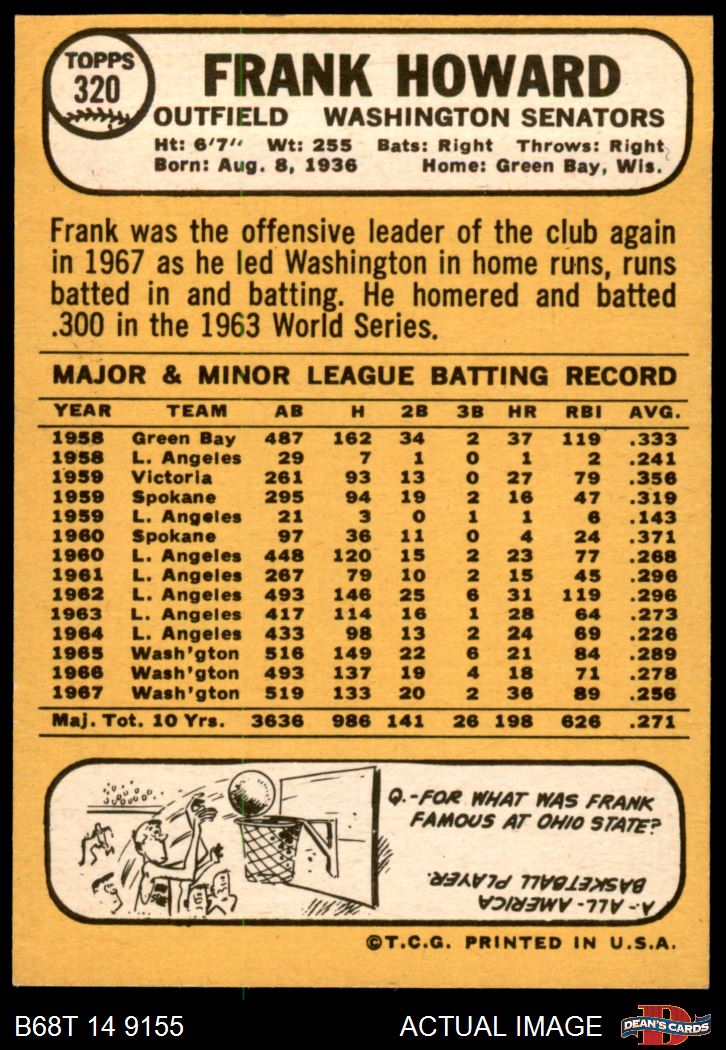 TOPPS
320
FRANK HOWARD
OUTFIELD WASHINGTON SENATORS
Ht: 6'7" Wt: 255 Bats: Right Throws: Right
Born: Aug. 8, 1936 Home: Green Bay, Wis.
Frank was the offensive leader of the club again
in 1967 as he led Washington in home runs, runs
batted in and batting. He homered and batted
.300 in the 1963 World Series.
MAJOR & MINOR LEAGUE BATTING RECORD
YEAR TEAM AB H 2B 3B HR RBI AVG.
1958 Green Bay 487 162 34 2 37 119 .333
1958 L. Angeles 29 7 1 0 1 2 .241
1959 Victoria 261 93 13 0 27 79 .356
1959 Spokane 295 94 19 2 16 47 .319
1959 L. Angeles 21 3 0 1 1 6 .143
1960 Spokane 97 36 11 0 4 24 .371
1960 L. Angeles 448 120 15 2 23 77 .268
1961 L. Angeles 267 79 10 2 15 45 .296
1962 L. Angeles 493 146 25 6 31 119 .296
1963 L. Angeles 417 114 16 1 28 64 .273
1964 L. Angeles 433 98 13 2 24 69 .226
1965 Wash'gton 516 149 22 6 21 84 .289
1966 Wash'gton 493 137 19 4 18 71 .278
1967 Wash'gton 519 133 20 2 36 89 .256
Maj. Tot. 10 Yrs. 3636 986 141 26 198 626 .271
Q.-FOR WHAT WAS FRANK
FAMOUS AT OHIO STATE?
A.- ALL-AMERICA
BASKETBALL PLAYER.
©T.C.G. PRINTED IN U.S.A.
B68T 14 9155
ACTUAL IMAGE
D
DEAN'S CARDS